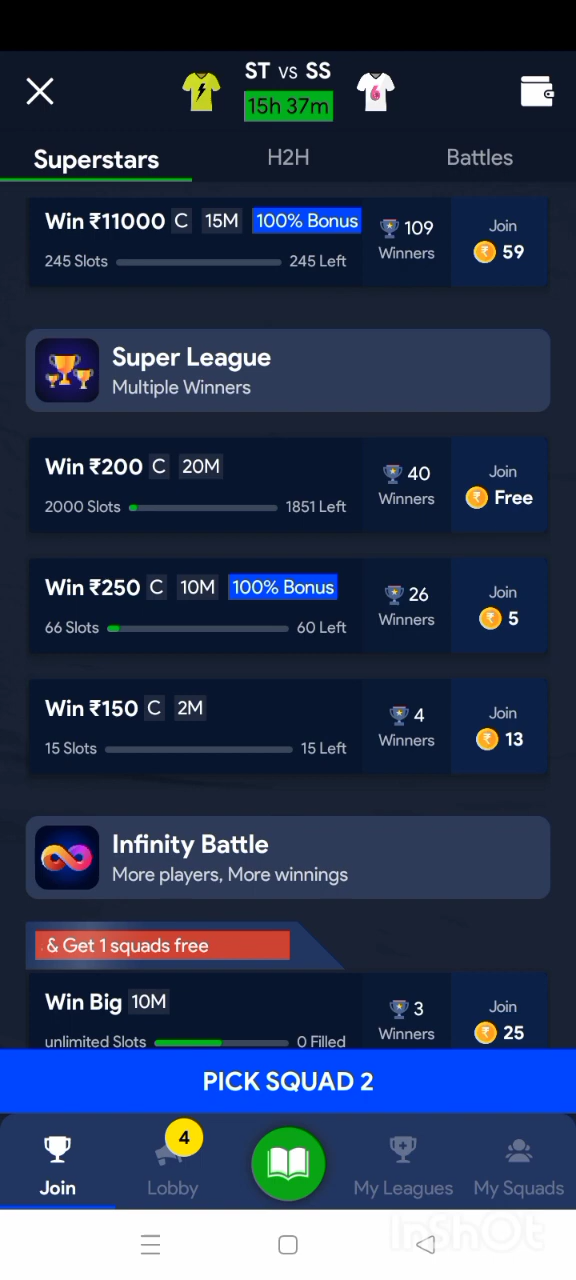 ST vs SS
15h 37m
Superstars
H2H
Battles
Win ₹11000 C 15M 100% Bonus
245 Slots
245 Left
109
Winners
Join
59
Super League
Multiple Winners
Win ₹200 C 20M
2000 Slots
1851 Left
40
Winners
Join
Free
Win ₹250 C 10M 100% Bonus
66 Slots
60 Left
26
Winners
Join
5
Win ₹150 C 2M
15 Slots
15 Left
4
Winners
Join
13
Infinity Battle
More players, More winnings
& Get 1 squads free
Win Big 10M
unlimited Slots
0 Filled
3
Winners
Join
25
PICK SQUAD 2
4
Join
Lobby
My Leagues
My Squads
InShOt